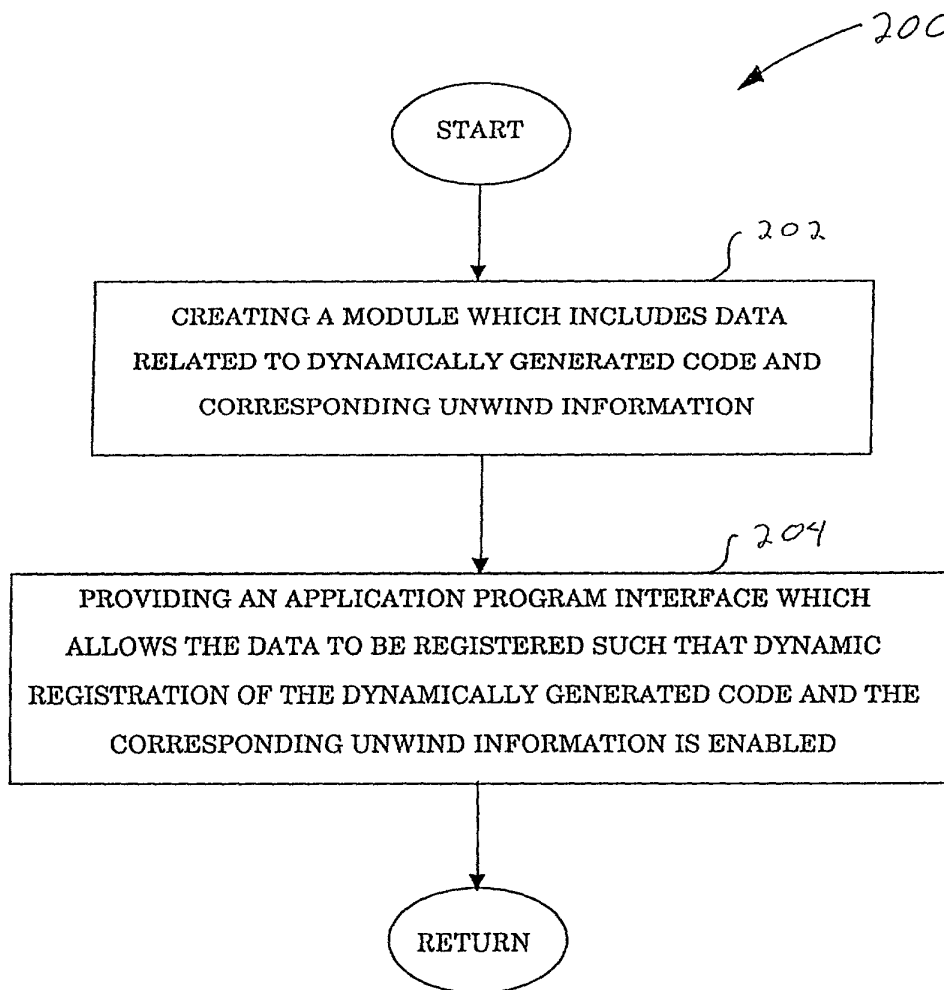 200
START
202
CREATING A MODULE WHICH INCLUDES DATA
RELATED TO DYNAMICALLY GENERATED CODE AND
CORRESPONDING UNWIND INFORMATION
204
PROVIDING AN APPLICATION PROGRAM INTERFACE WHICH
ALLOWS THE DATA TO BE REGISTERED SUCH THAT DYNAMIC
REGISTRATION OF THE DYNAMICALLY GENERATED CODE AND THE
CORRESPONDING UNWIND INFORMATION IS ENABLED
RETURN